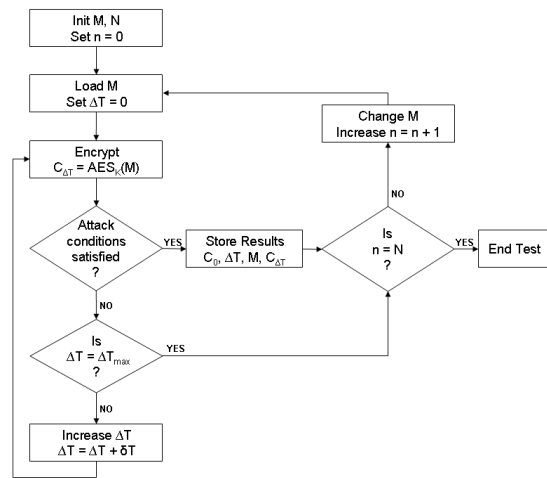 Init M, N
Set n = 0
Load M
Set ΔT = 0
Change M
Increase n = n + 1
Encrypt
C_ΔT = AES_K(M)
NO
Attack
conditions
satisfied
?
YES
Store Results
C_0, ΔT, M, C_ΔT
Is
n = N
?
YES
End Test
NO
Is
ΔT = ΔT_max
?
YES
NO
Increase ΔT
ΔT = ΔT + δT